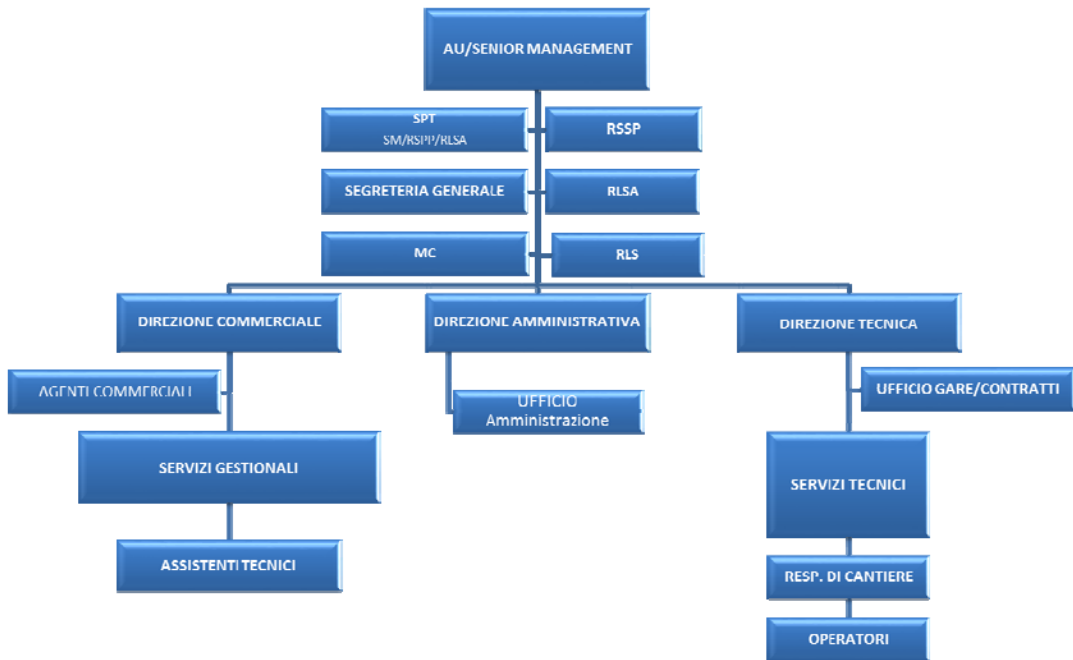 AU/SENIOR MANAGEMENT
SPT
SM/RSPP/RLSA
RSSP
SEGRETERIA GENERALE
RLSA
MC
RLS
DIREZIONE COMMERCIALE
DIREZIONE AMMINISTRATIVA
DIREZIONE TECNICA
AGENTI COMMERCIALI
UFFICIO
Amministrazione
UFFICIO GARE/CONTRATTI
SERVIZI GESTIONALI
SERVIZI TECNICI
ASSISTENTI TECNICI
RESP. DI CANTIERE
OPERATORI